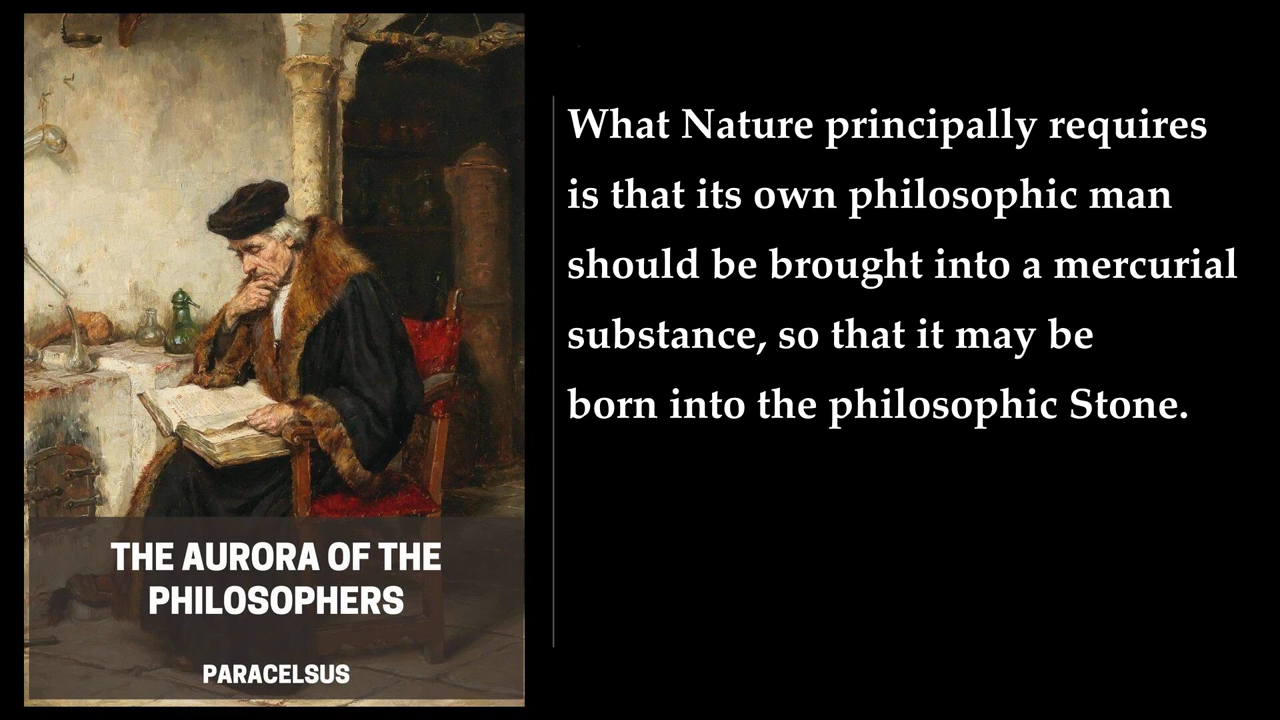 What Nature principally requires
is that its own philosophic man
should be brought into a mercurial
substance, so that it may be
born into the philosophic Stone.
THE AURORA OF THE
PHILOSOPHERS
PARACELSUS